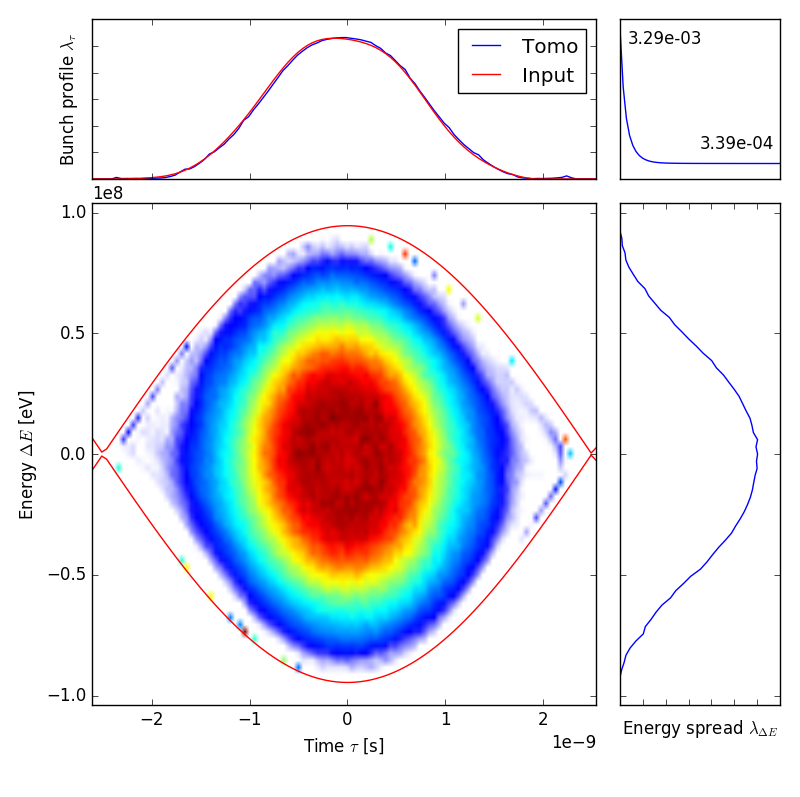 Bunch profile λτ
Tomo
Input
3.29e-03
3.39e-04
1e8
1.0
0.5
0.0
−0.5
−1.0
Energy ΔE [eV]
−2
−1
0
1
2
Time τ [s]
1e−9
Energy spread λΔE